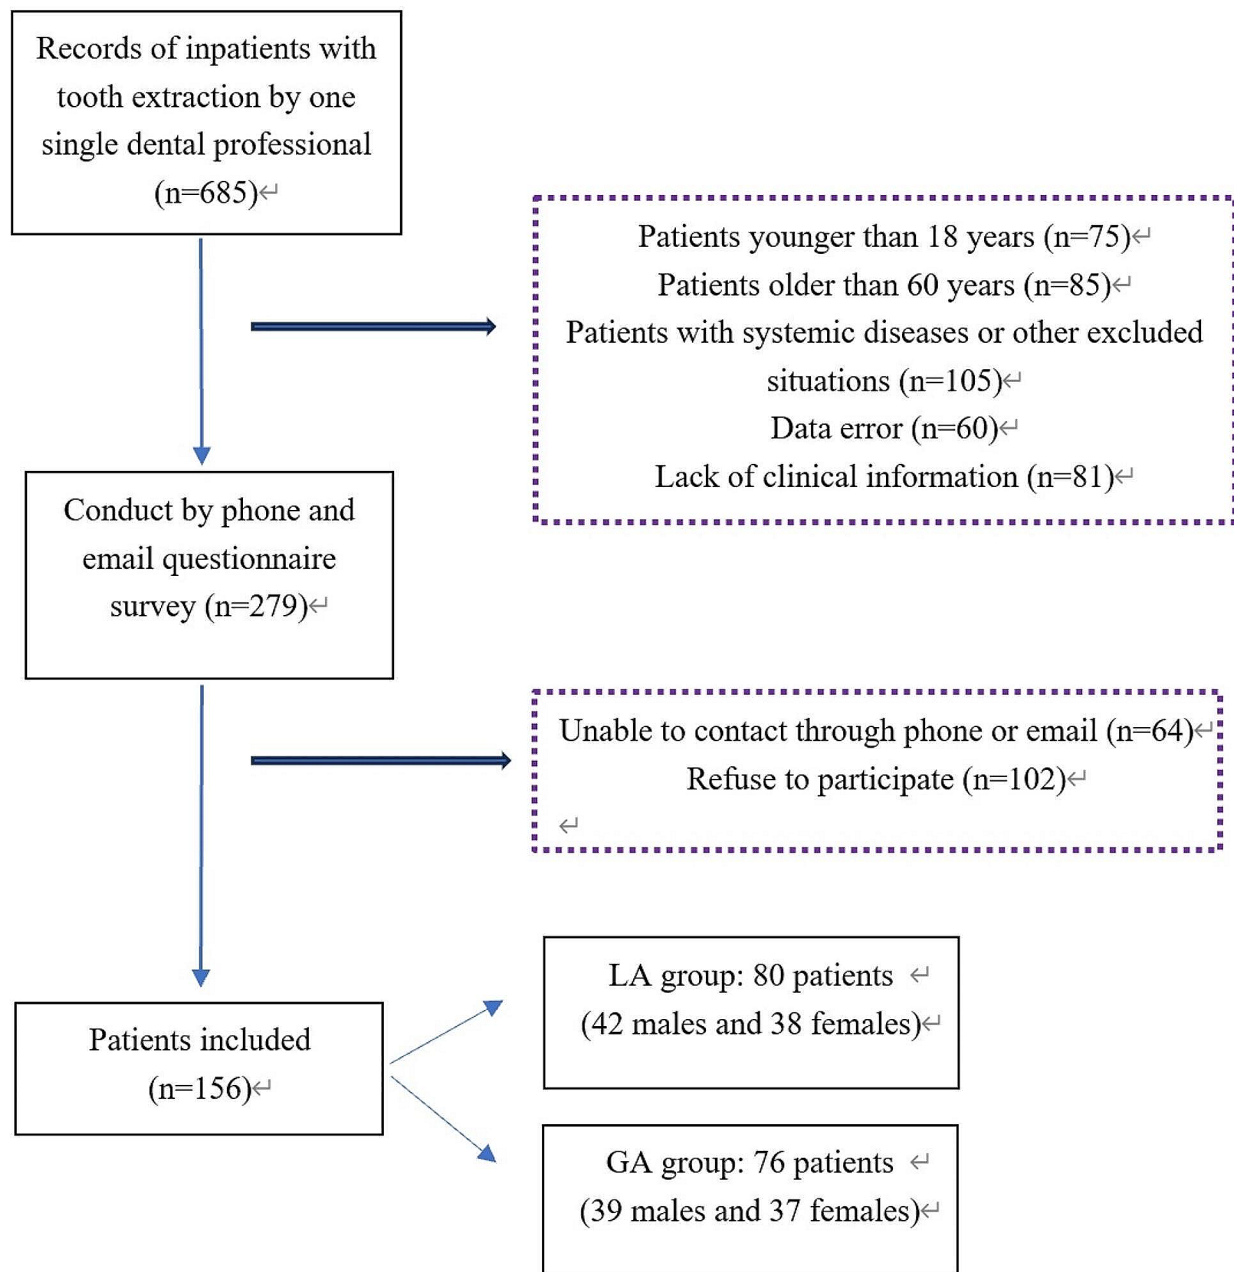 Records of inpatients with
tooth extraction by one
single dental professional
(n=685)↵
Patients younger than 18 years (n=75)↵
Patients older than 60 years (n=85)↵
Patients with systemic diseases or other excluded
situations (n=105)↵
Data error (n=60)↵
Lack of clinical information (n=81)↵
Conduct by phone and
email questionnaire
survey (n=279)↵
Unable to contact through phone or email (n=64)↵
Refuse to participate (n=102)↵
↵
Patients included
(n=156)↵
LA group: 80 patients ↵
(42 males and 38 females)↵
GA group: 76 patients ↵
(39 males and 37 females)↵